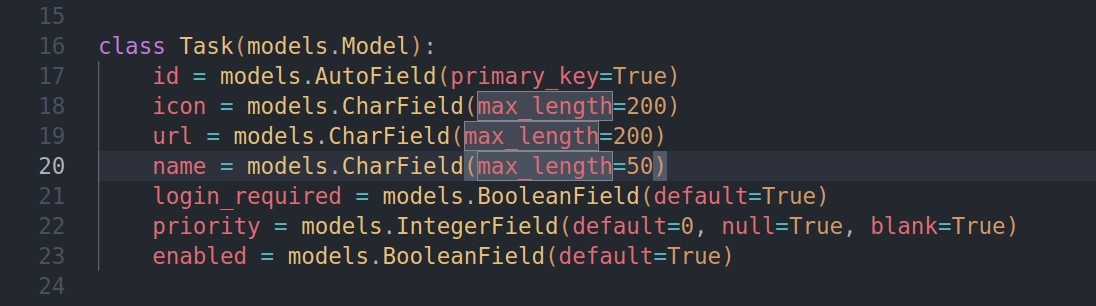 15
16 class Task(models.Model):
17 id = models.AutoField(primary_key=True)
18 icon = models.CharField(max_length=200)
19 url = models.CharField(max_length=200)
20 name = models.CharField(max_length=50)
21 login_required = models.BooleanField(default=True)
22 priority = models.IntegerField(default=0, null=True, blank=True)
23 enabled = models.BooleanField(default=True)
24